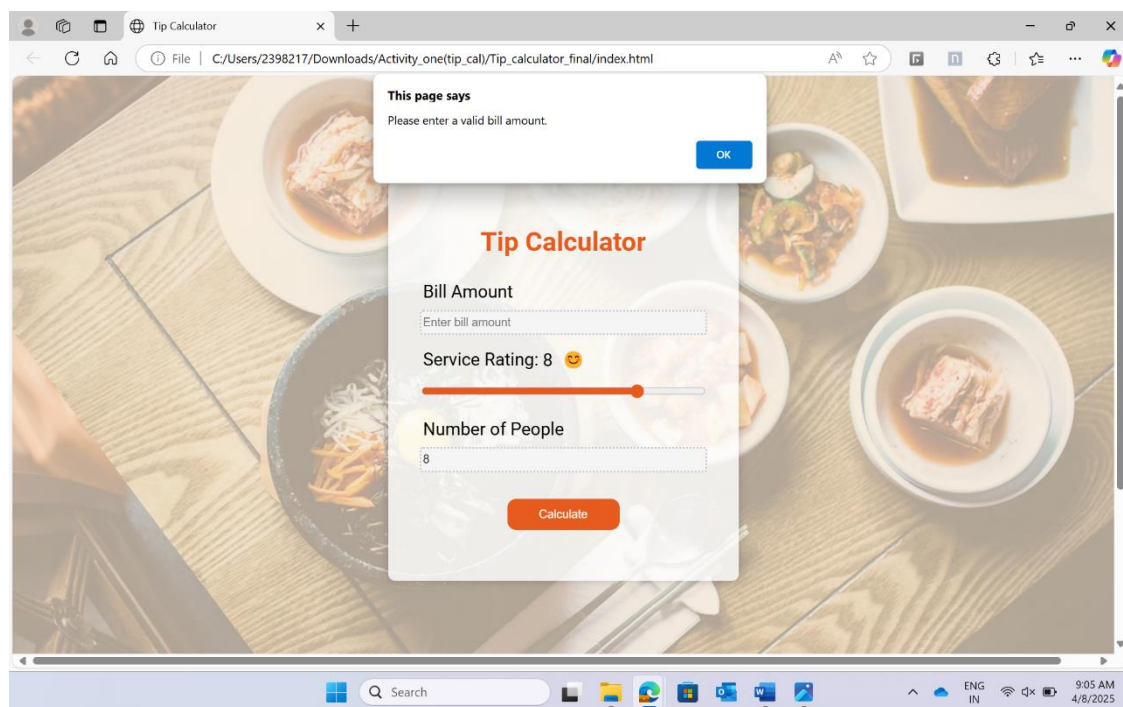 Tip Calculator
File
C:/Users/2398217/Downloads/Activity_one(tip_cal)/Tip_calculator_final/index.html
This page says
Please enter a valid bill amount.
OK
Tip Calculator
Bill Amount
Enter bill amount
Service Rating: 8 😊
Number of People
8
Calculate
Search
ENG
IN
9:05 AM
4/8/2025